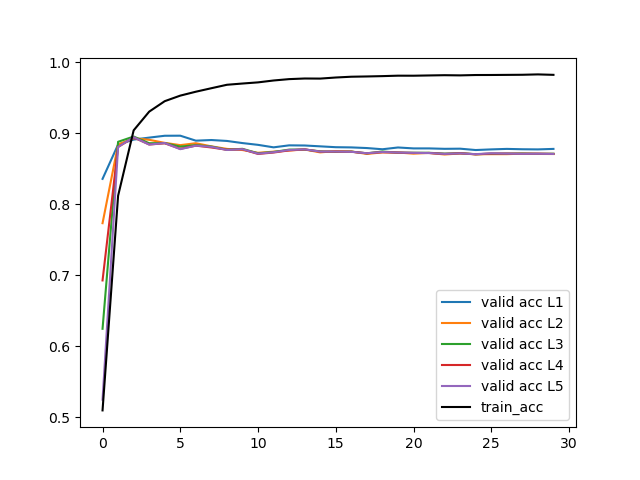 1.0
0.9
0.8
0.7
0.6
0.5
0 5 10 15 20 25 30
valid acc L1
valid acc L2
valid acc L3
valid acc L4
valid acc L5
train_acc